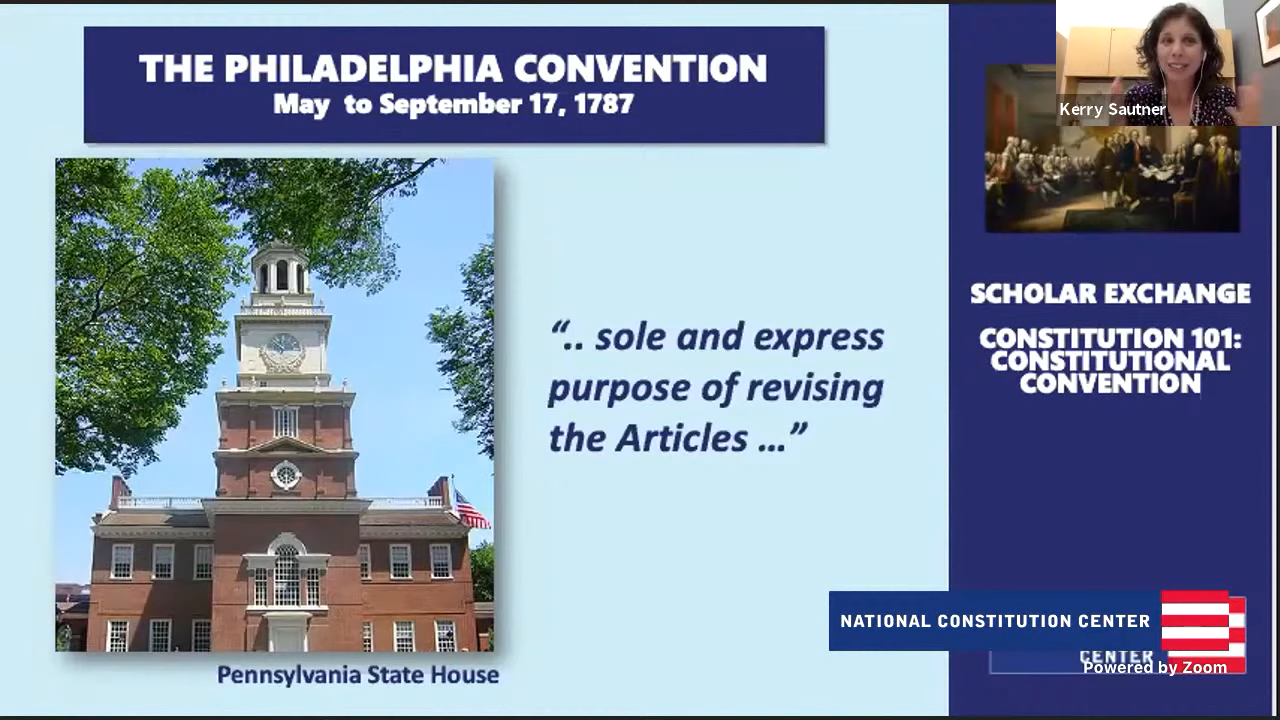 THE PHILADELPHIA CONVENTION
May to September 17, 1787
Kerry Sautner
“.. sole and express
purpose of revising
the Articles ...”
Pennsylvania State House
SCHOLAR EXCHANGE
CONSTITUTION 101:
CONSTITUTIONAL
CONVENTION
NATIONAL CONSTITUTION CENTER
CENTER
Powered by Zoom